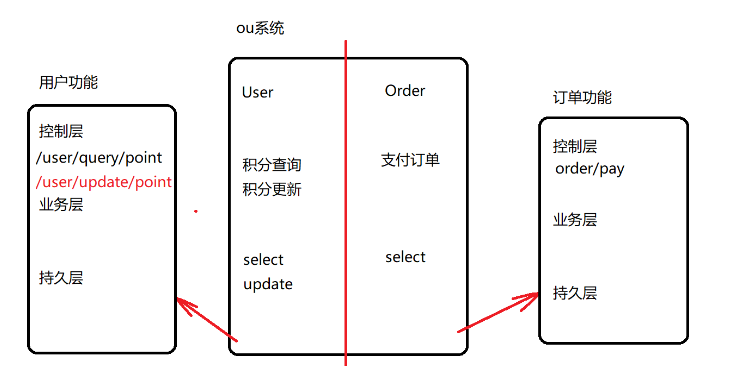 ou系统
用户功能
控制层
/user/query/point
/user/update/point
业务层
持久层
User
积分查询
积分更新
select
update
Order
支付订单
select
订单功能
控制层
order/pay
业务层
持久层